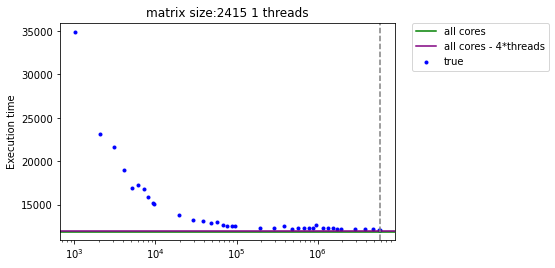 matrix size:2415 1 threads
all cores
all cores - 4*threads
true
Execution time
35000
30000
25000
20000
15000
10³
10⁴
10⁵
10⁶